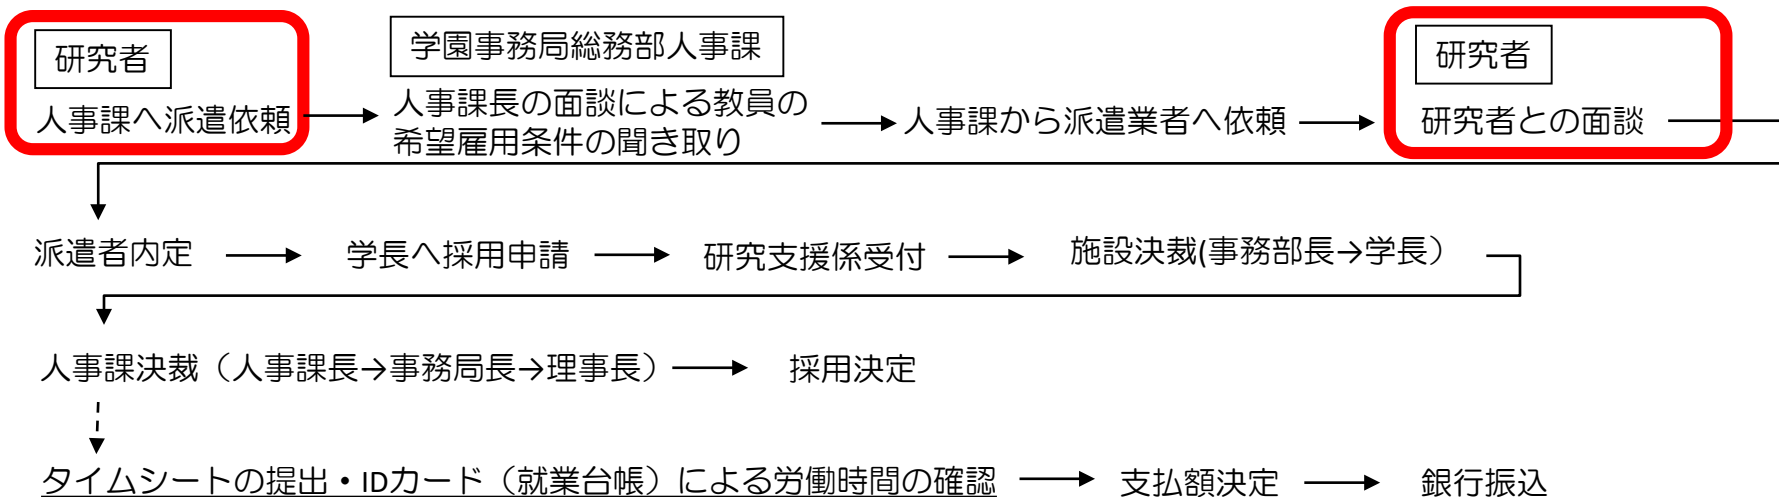 研究者
人事課へ派遣依頼
学園事務局総務部人事課
人事課長の面談による教員の
希望雇用条件の聞き取り
人事課から派遣業者へ依頼
研究者
研究者との面談
派遣者内定
学長へ採用申請
研究支援係受付
施設決裁(事務部長→学長）
人事課決裁（人事課長→事務局長→理事長）
採用決定
タイムシートの提出・IDカード（就業台帳）による労働時間の確認
支払額決定
銀行振込